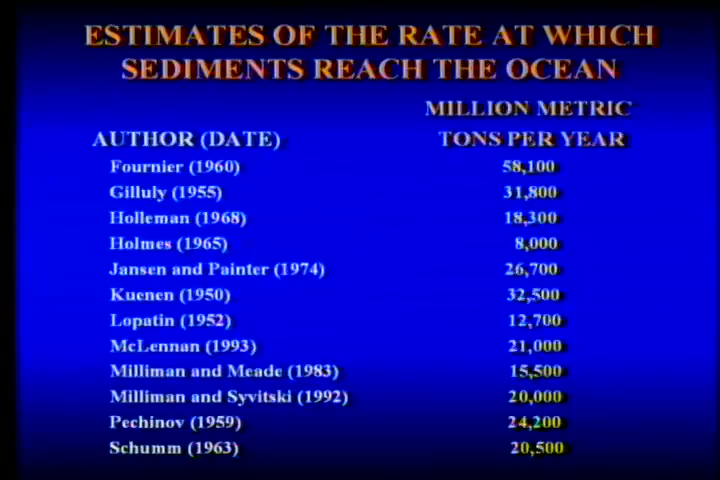 ESTIMATES OF THE RATE AT WHICH
SEDIMENTS REACH THE OCEAN
MILLION METRIC
AUTHOR (DATE) TONS PER YEAR
Fournier (1960) 58,100
Gilluly (1955) 31,800
Holleman (1968) 18,300
Holmes (1965) 8,000
Jansen and Painter (1974) 26,700
Kuenen (1950) 32,500
Lopatin (1952) 12,700
McLennan (1993) 21,000
Milliman and Meade (1983) 15,500
Milliman and Syvitski (1992) 20,000
Pechinov (1959) 24,200
Schumm (1963) 20,500